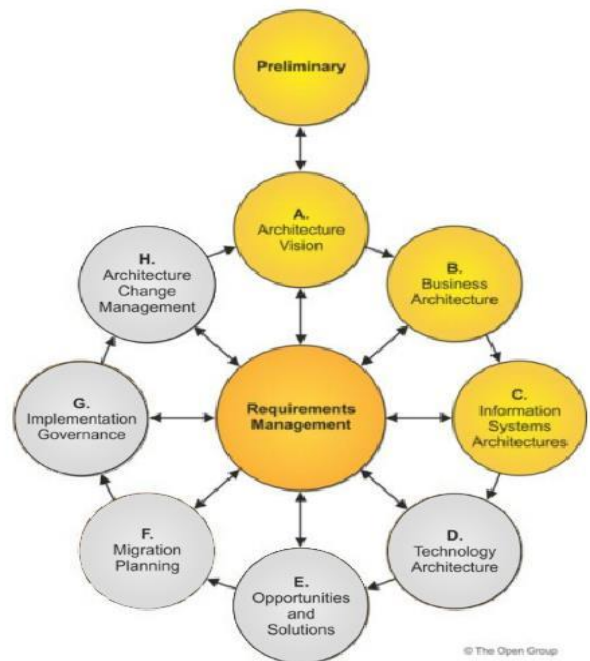 Preliminary
A.
Architecture
Vision
B.
Business
Architecture
C.
Information
Systems
Architectures
D.
Technology
Architecture
E.
Opportunities
and
Solutions
F.
Migration
Planning
G.
Implementation
Governance
H.
Architecture
Change
Management
Requirements
Management
© The Open Group